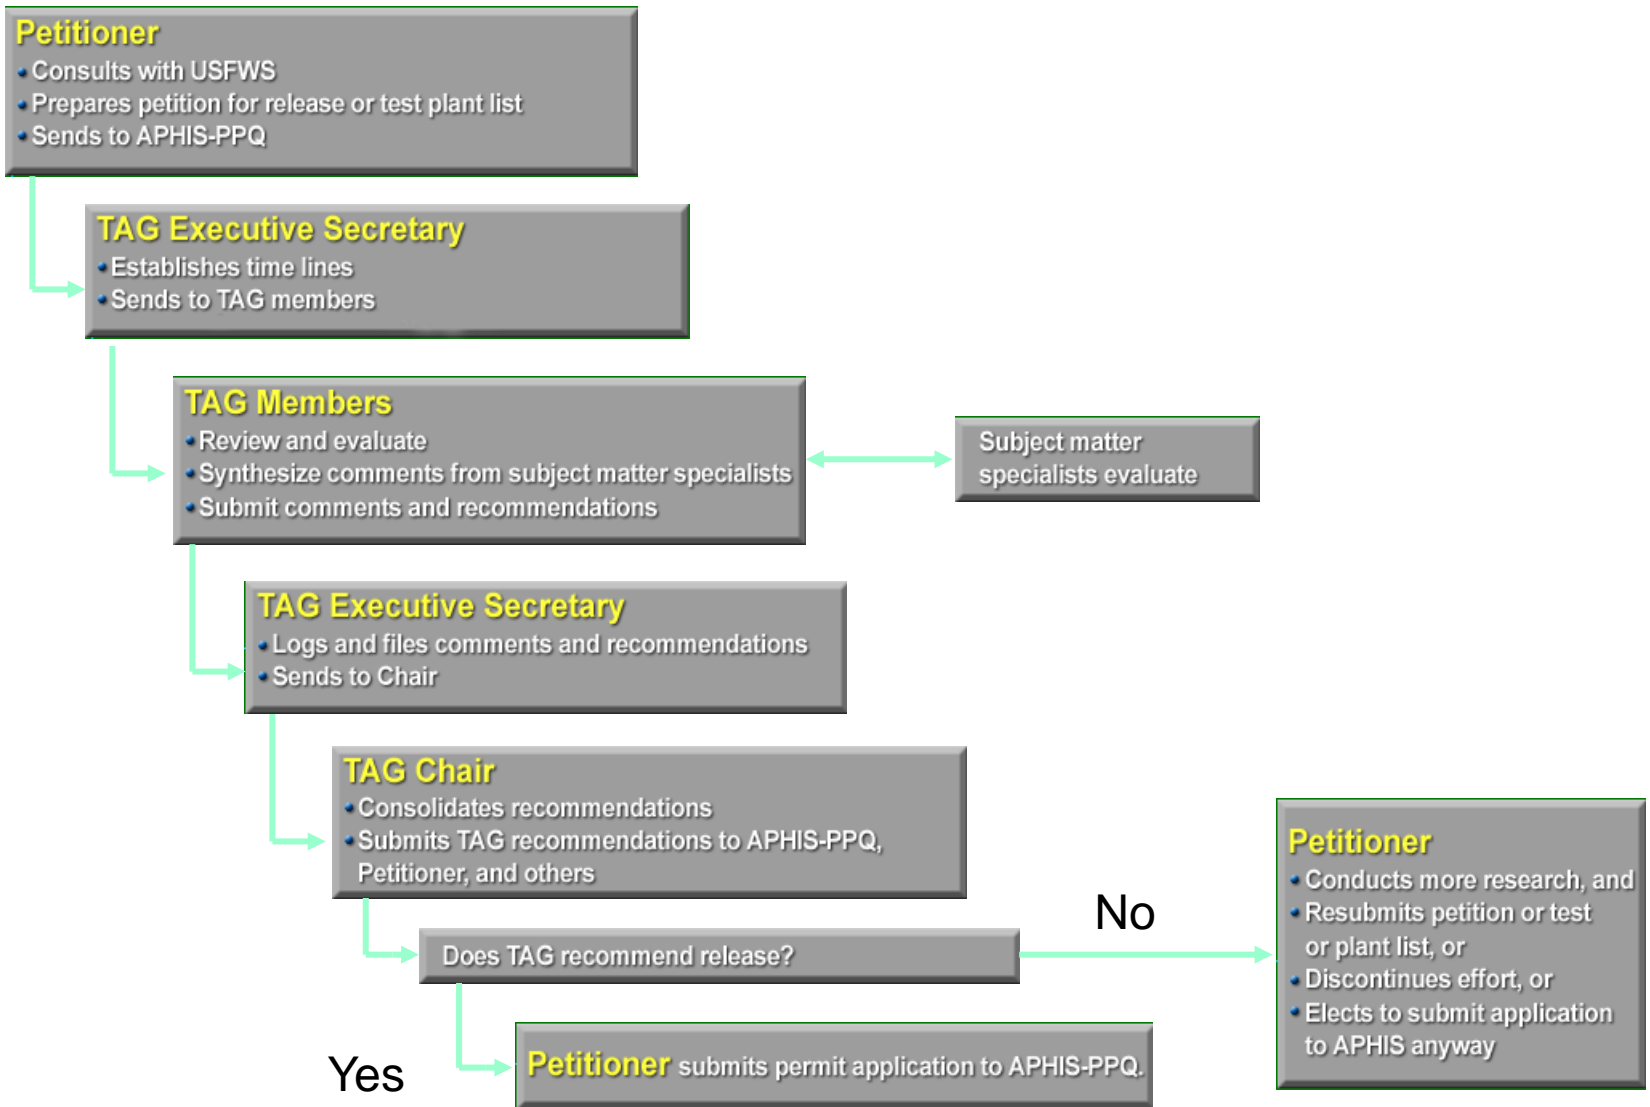 Petitioner
• Consults with USFWS
• Prepares petition for release or test plant list
• Sends to APHIS-PPQ
TAG Executive Secretary
• Establishes time lines
• Sends to TAG members
TAG Members
• Review and evaluate
• Synthesize comments from subject matter specialists
• Submit comments and recommendations
Subject matter
specialists evaluate
TAG Executive Secretary
• Logs and files comments and recommendations
• Sends to Chair
TAG Chair
• Consolidates recommendations
• Submits TAG recommendations to APHIS-PPQ,
Petitioner, and others
Does TAG recommend release?
No
Petitioner
• Conducts more research, and
• Resubmits petition or test
or plant list, or
• Discontinues effort, or
• Elects to submit application
to APHIS anyway
Yes
Petitioner submits permit application to APHIS-PPQ.